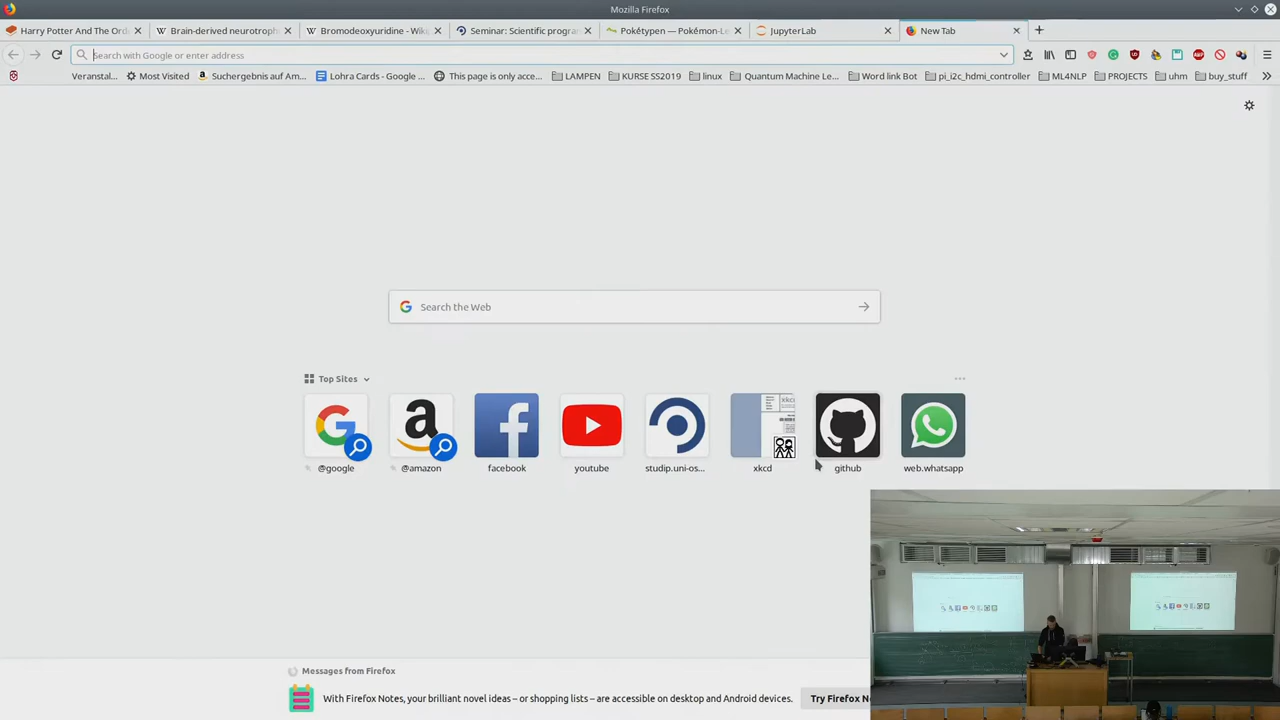 Mozilla Firefox
Harry Potter And The Ord
Brain-derived neurotroph
Bromodeoxyuridine - Wiki
Seminar: Scientific progra
Pokétypen — Pokémon-Le
JupyterLab
New Tab
Search with Google or enter address
Veranstal...
Most Visited
Suchergebnis auf Am...
Lohra Cards - Google ...
This page is only acce...
LAMPEN
KURSE SS2019
linux
Quantum Machine Le...
Word link Bot
pi_i2c_hdmi_controller
ML4NLP
PROJECTS
uhm
buy_stuff
Search the Web
Top Sites
@google
@amazon
facebook
youtube
studip.uni-os...
xkcd
github
web.whatsapp
Messages from Firefox
With Firefox Notes, your brilliant novel ideas – or shopping lists – are accessible on desktop and Android devices.
Try Firefox N